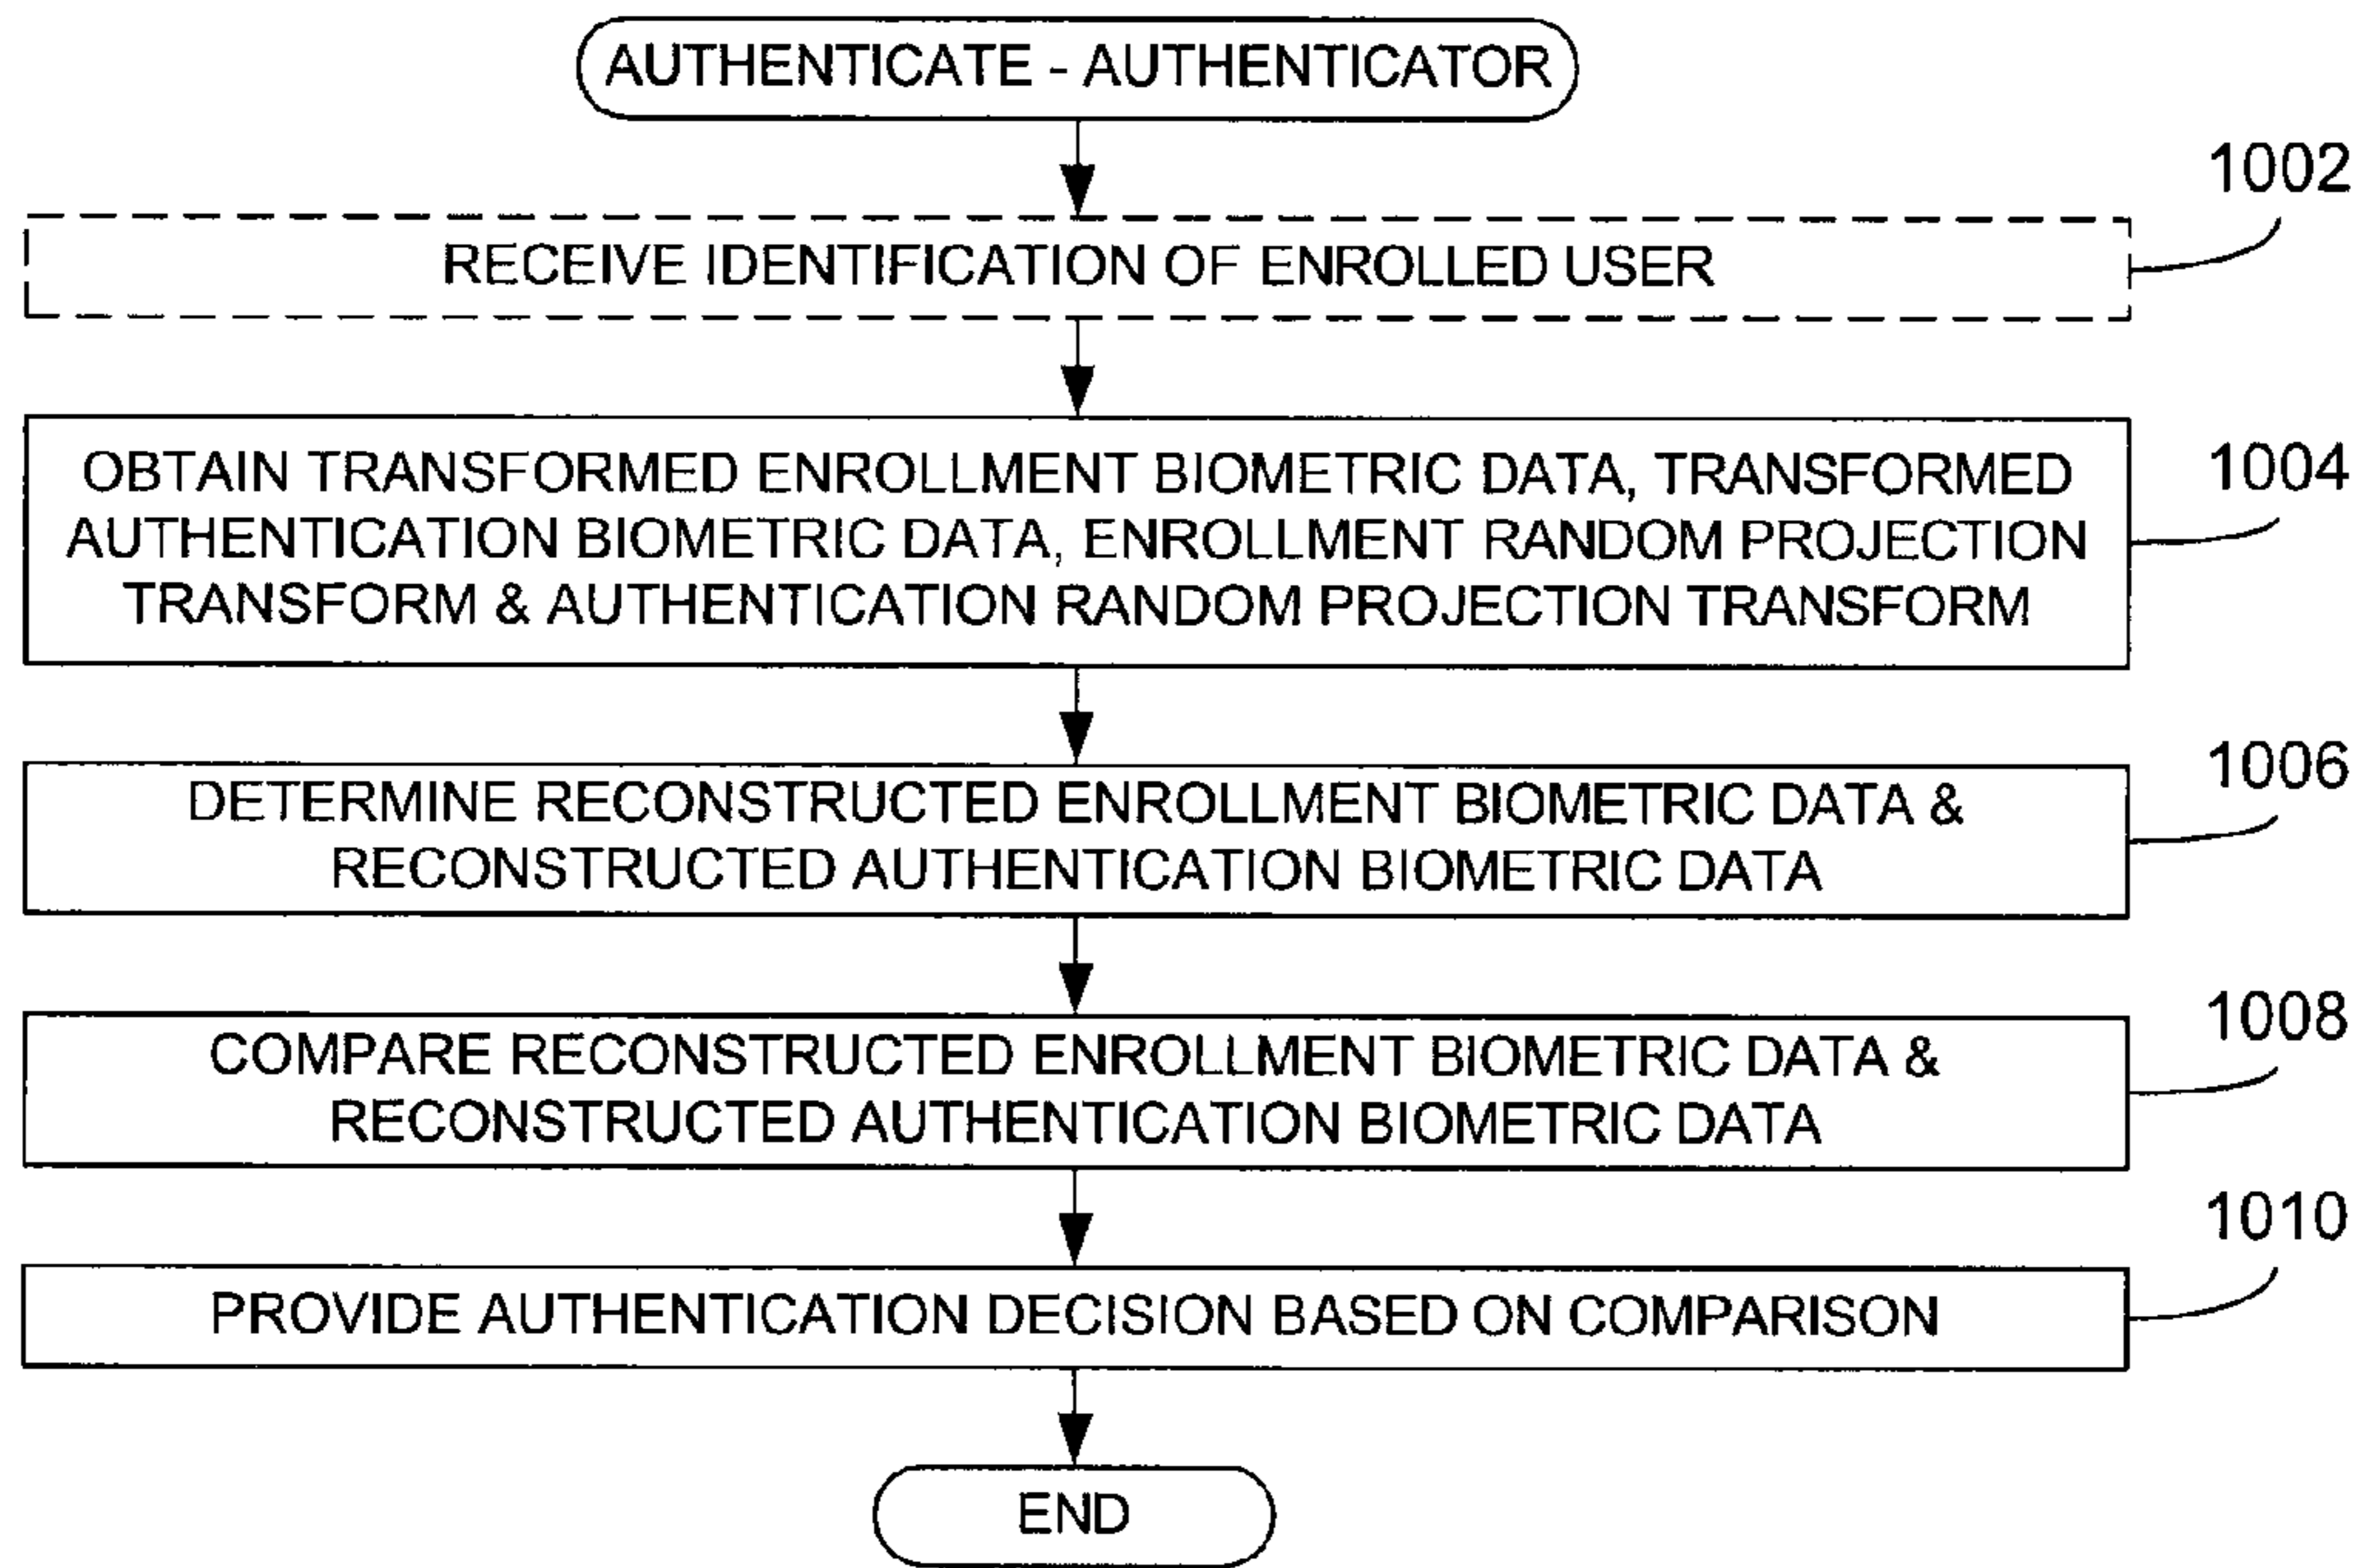 AUTHENTICATE - AUTHENTICATOR
1002
RECEIVE IDENTIFICATION OF ENROLLED USER
1004
OBTAIN TRANSFORMED ENROLLMENT BIOMETRIC DATA, TRANSFORMED
AUTHENTICATION BIOMETRIC DATA, ENROLLMENT RANDOM PROJECTION
TRANSFORM & AUTHENTICATION RANDOM PROJECTION TRANSFORM
1006
DETERMINE RECONSTRUCTED ENROLLMENT BIOMETRIC DATA &
RECONSTRUCTED AUTHENTICATION BIOMETRIC DATA
1008
COMPARE RECONSTRUCTED ENROLLMENT BIOMETRIC DATA &
RECONSTRUCTED AUTHENTICATION BIOMETRIC DATA
1010
PROVIDE AUTHENTICATION DECISION BASED ON COMPARISON
END